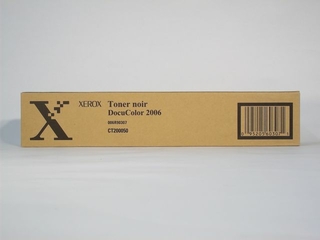 X XEROX
Toner noir
DocuColor 2006
CT200050